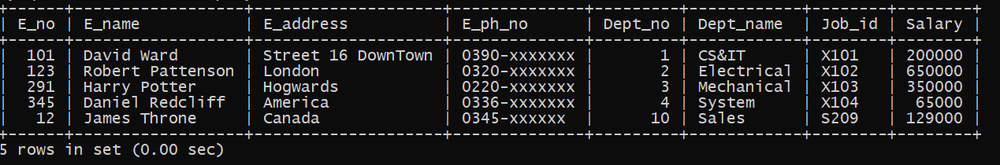 | E_no | E_name           | E_address          | E_ph_no      | Dept_no | Dept_name  | Job_id | Salary |
|  101 | David Ward       | Street 16 DownTown | 0390-xxxxxxx |       1 | CS&IT      | X101   | 200000 |
|  123 | Robert Pattenson | London             | 0320-xxxxxxx |       2 | Electrical | X102   | 650000 |
|  291 | Harry Potter     | Hogwards           | 0220-xxxxxxx |       3 | Mechanical | X103   | 350000 |
|  345 | Daniel Redcliff  | America            | 0336-xxxxxxx |       4 | System     | X104   |  65000 |
|   12 | James Throne     | Canada             | 0345-xxxxxx  |      10 | Sales      | S209   | 129000 |
5 rows in set (0.00 sec)